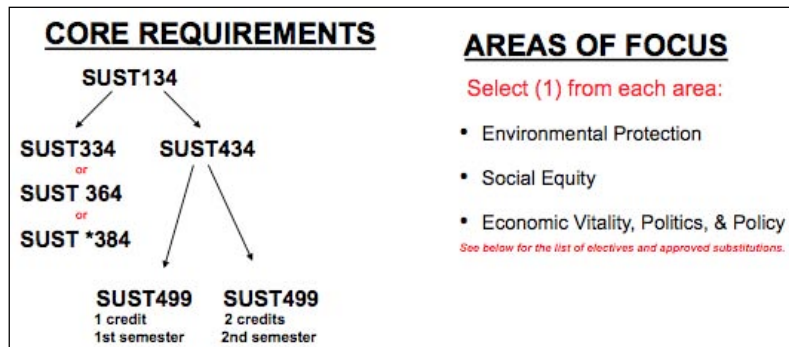 CORE REQUIREMENTS
SUST134
SUST334
or
SUST 364
or
SUST *384
SUST434
SUST499
1 credit
1st semester
SUST499
2 credits
2nd semester
AREAS OF FOCUS
Select (1) from each area:
• Environmental Protection
• Social Equity
• Economic Vitality, Politics, & Policy
See below for the list of electives and approved substitutions.